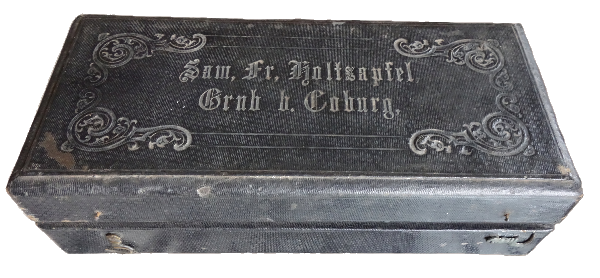 Sam, Fr, Holtzapfel
Grub b. Coburg,